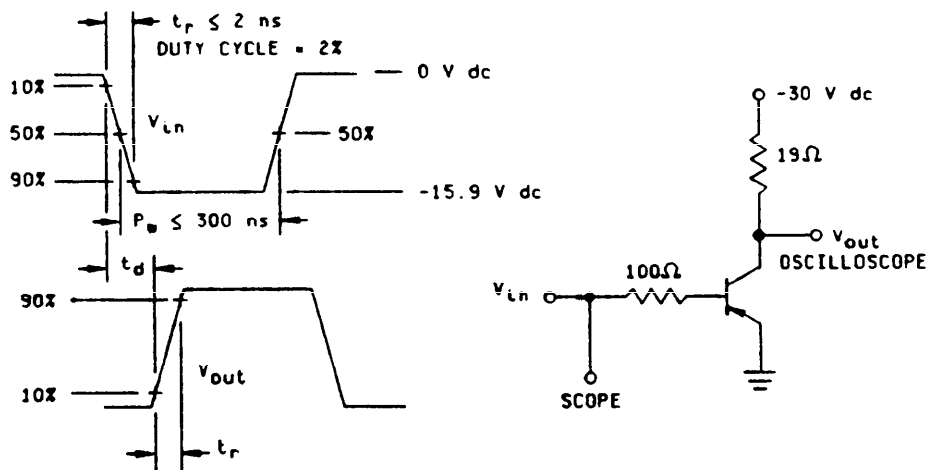 t_r ≤ 2 ns
DUTY CYCLE = 2%
0 V dc
10%
V_in
50%
50%
90%
-15.9 V dc
P_w ≤ 300 ns
t_d
90%
V_out
10%
t_r
-30 V dc
19Ω
V_out
OSCILLOSCOPE
100Ω
V_in
SCOPE